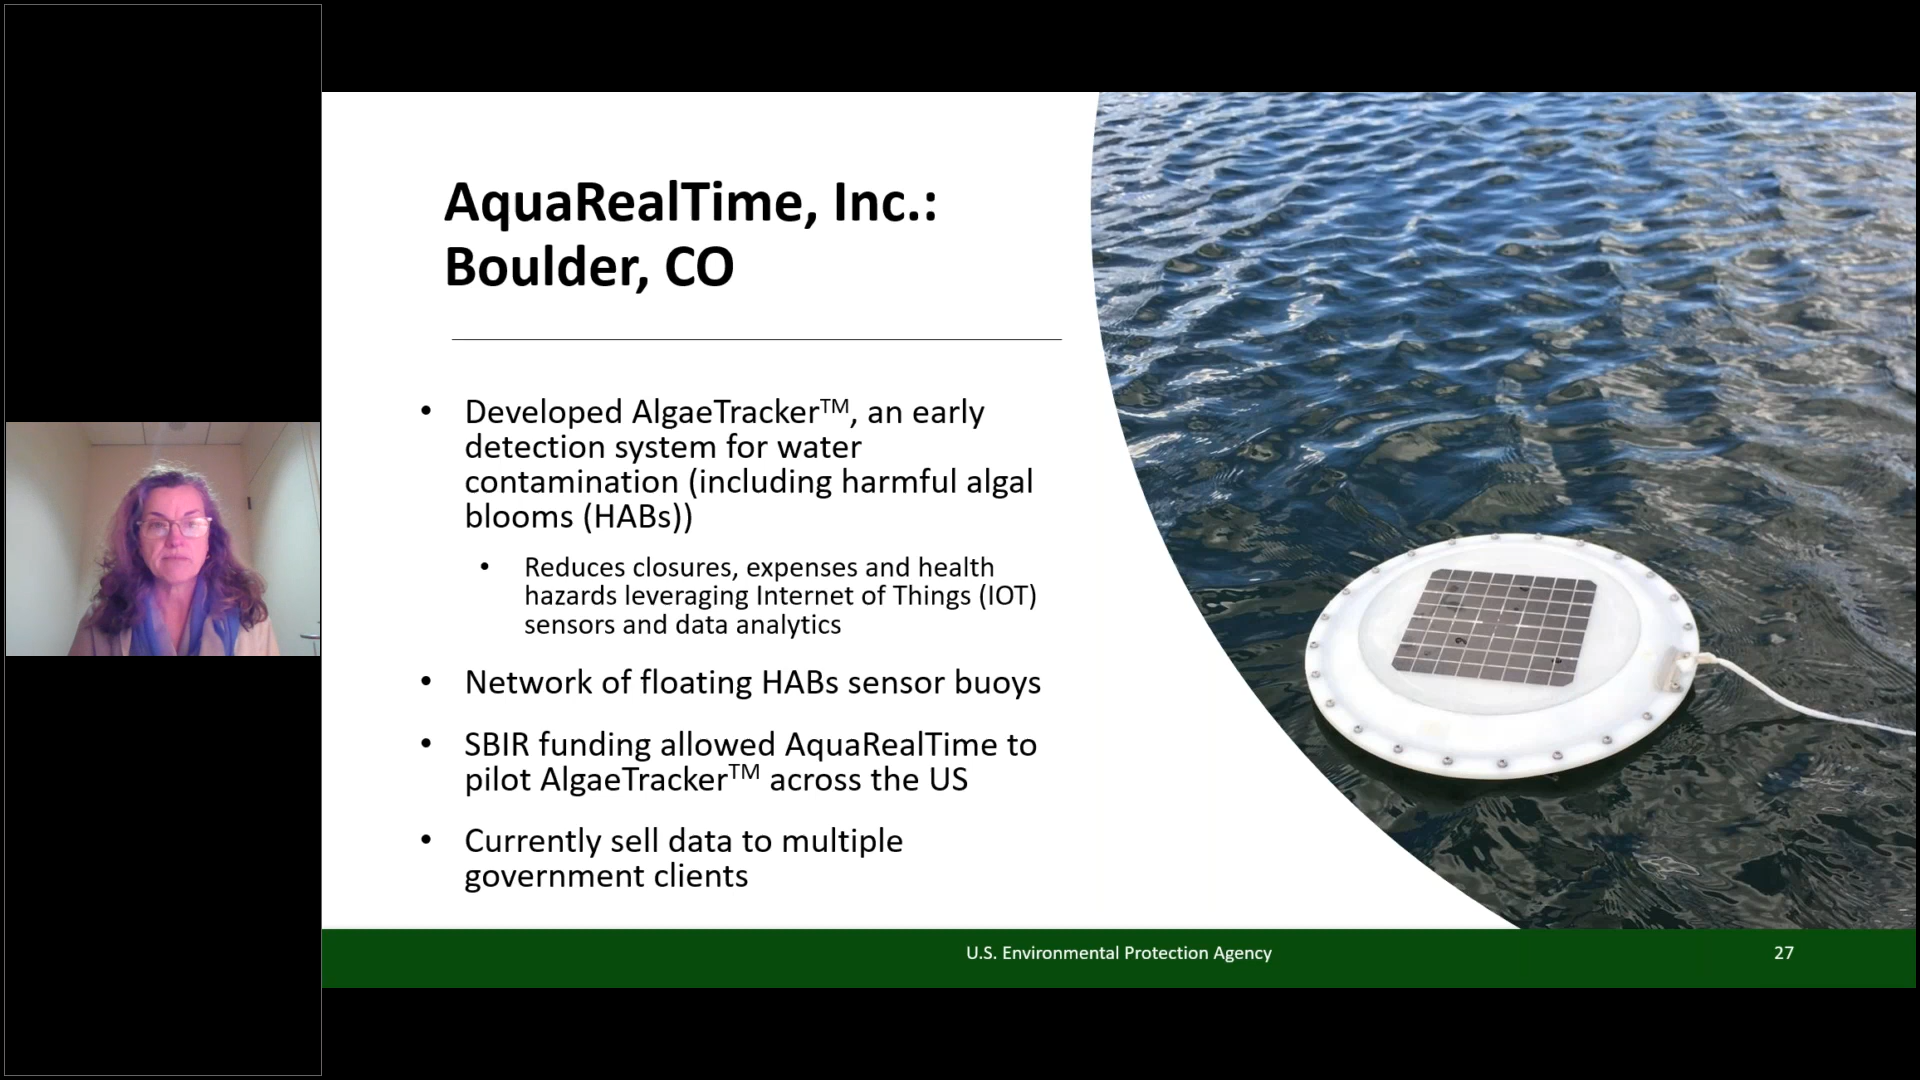 AquaRealTime, Inc.:
Boulder, CO
• Developed AlgaeTracker™, an early
detection system for water
contamination (including harmful algal
blooms (HABs))
• Reduces closures, expenses and health
hazards leveraging Internet of Things (IOT)
sensors and data analytics
• Network of floating HABs sensor buoys
• SBIR funding allowed AquaRealTime to
pilot AlgaeTracker™ across the US
• Currently sell data to multiple
government clients
U.S. Environmental Protection Agency
27